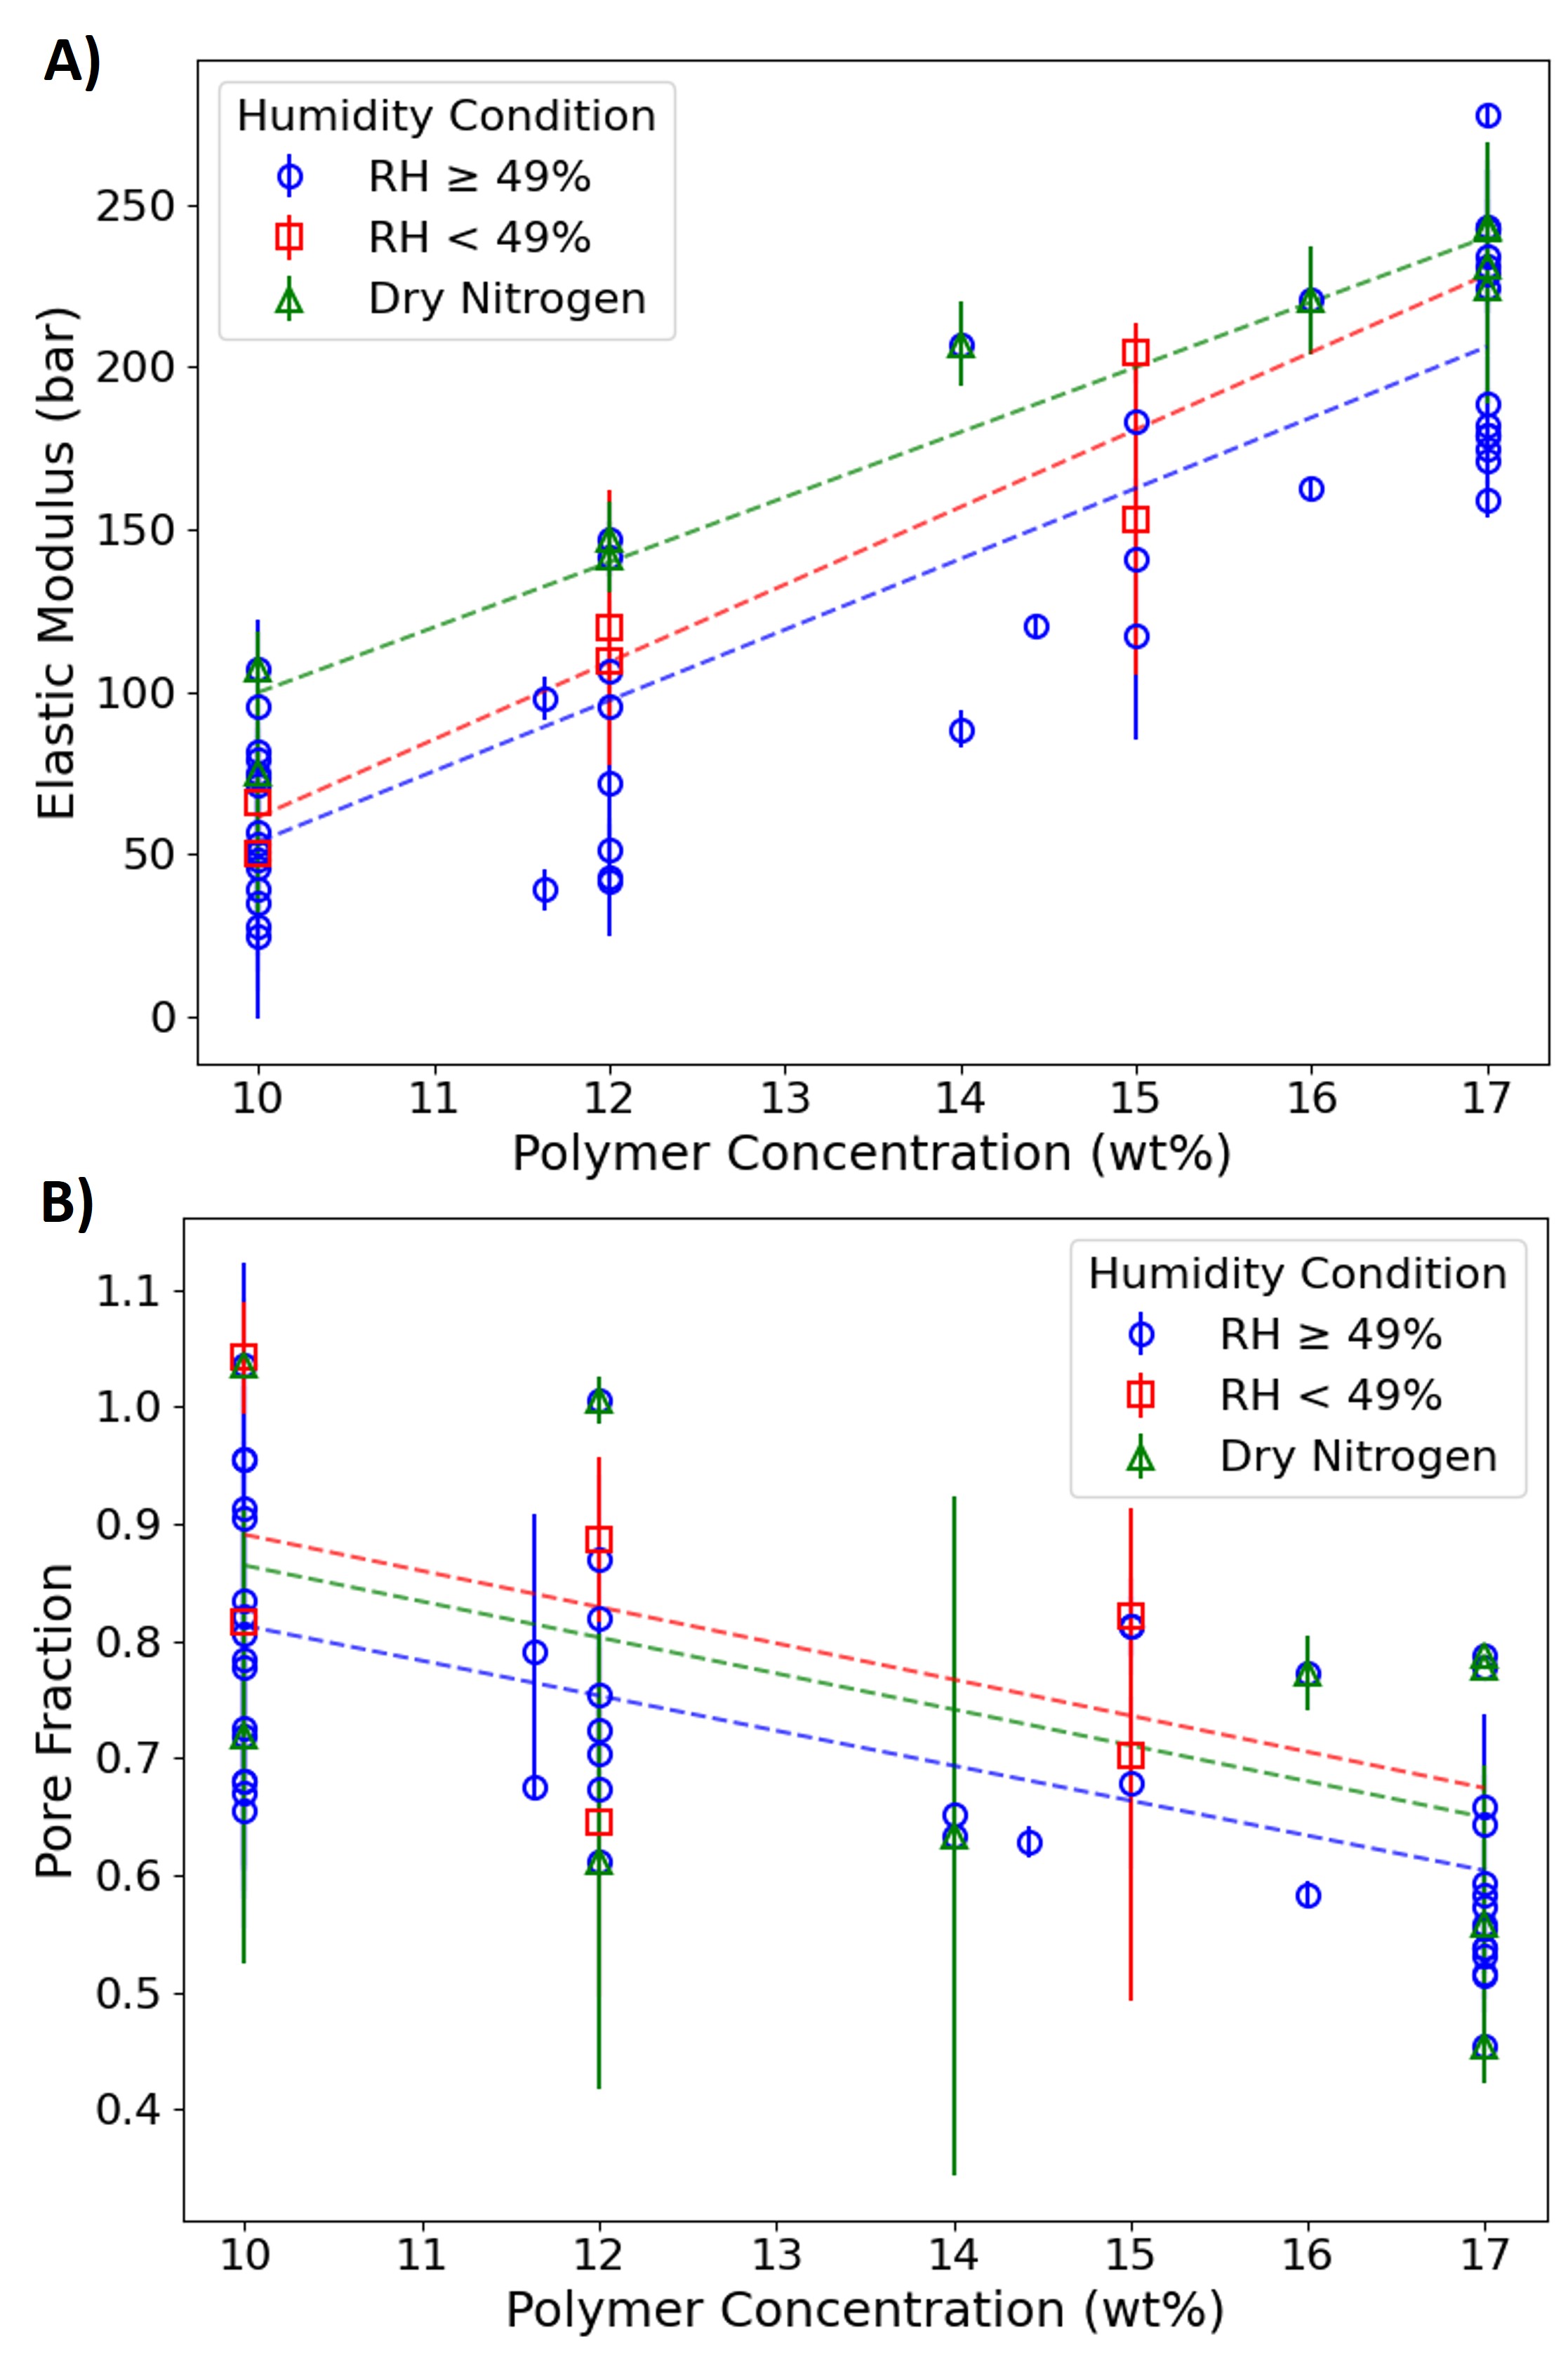 A)
Humidity Condition
RH ≥ 49%
RH < 49%
Dry Nitrogen
Elastic Modulus (bar)
250
200
150
100
50
0
10 11 12 13 14 15 16 17
Polymer Concentration (wt%)
B)
Humidity Condition
RH ≥ 49%
RH < 49%
Dry Nitrogen
Pore Fraction
1.1
1.0
0.9
0.8
0.7
0.6
0.5
0.4
10 11 12 13 14 15 16 17
Polymer Concentration (wt%)